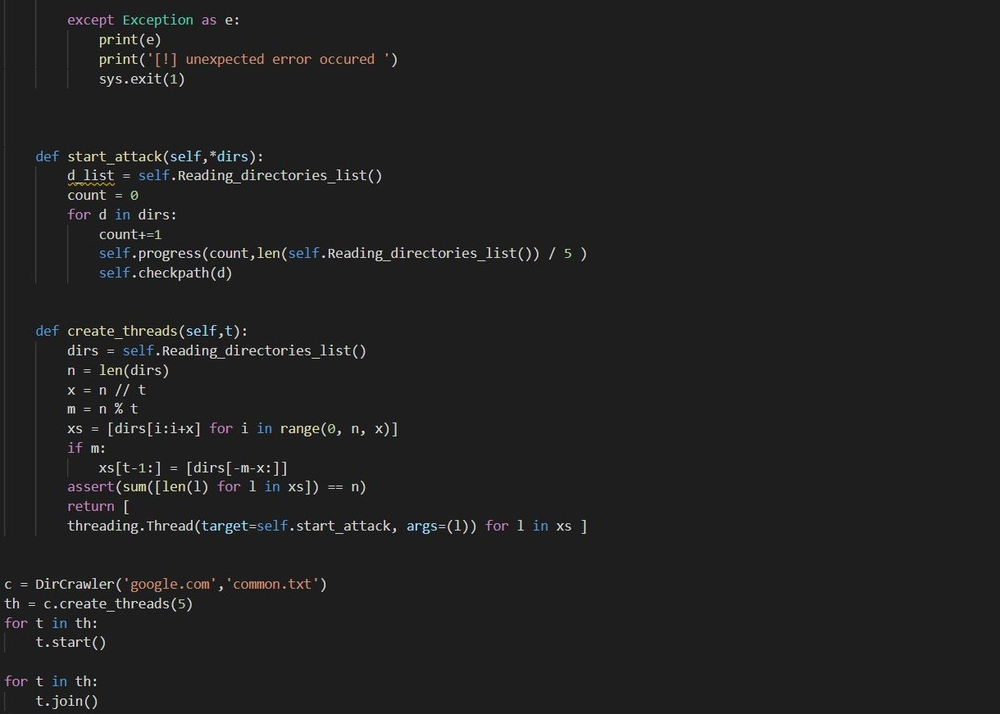 except Exception as e:
print(e)
print('[!] unexpected error occured ')
sys.exit(1)
def start_attack(self,*dirs):
d_list = self.Reading_directories_list()
count = 0
for d in dirs:
count+=1
self.progress(count,len(self.Reading_directories_list()) / 5 )
self.checkpath(d)
def create_threads(self,t):
dirs = self.Reading_directories_list()
n = len(dirs)
x = n // t
m = n % t
xs = [dirs[i:i+x] for i in range(0, n, x)]
if m:
xs[t-1:] = [dirs[-m-x:]]
assert(sum([len(l) for l in xs]) == n)
return [
threading.Thread(target=self.start_attack, args=(l)) for l in xs ]
c = DirCrawler('google.com','common.txt')
th = c.create_threads(5)
for t in th:
t.start()
for t in th:
t.join()